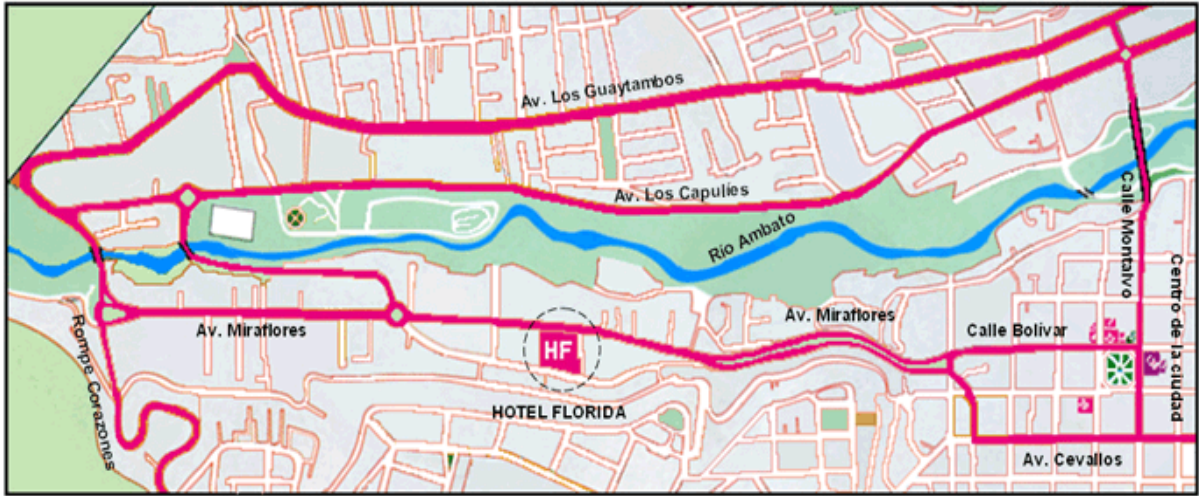 Av. Los Guaytambos
Av. Los Capulíes
Calle Montalvo
Rio Ambato
Centro de la ciudad
Rompe Corazones
Av. Miraflores
Av. Miraflores
Calle Bolívar
HF
HOTEL FLORIDA
Av. Cevallos